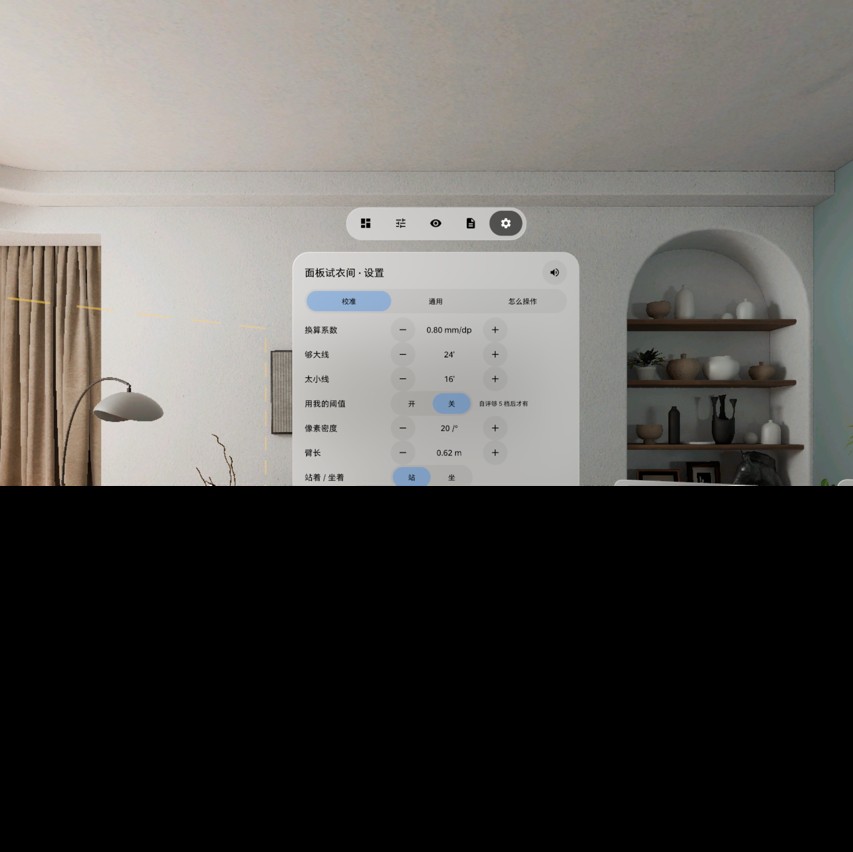 面板试衣间 · 设置
校准 通用 怎么操作
换算系数 − 0.80 mm/dp +
够大线 − 24' +
太小线 − 16' +
用我的阈值 开 关 自评够 5 档后才有
像素密度 − 20 /° +
臂长 − 0.62 m +
站着 / 坐着 站 坐